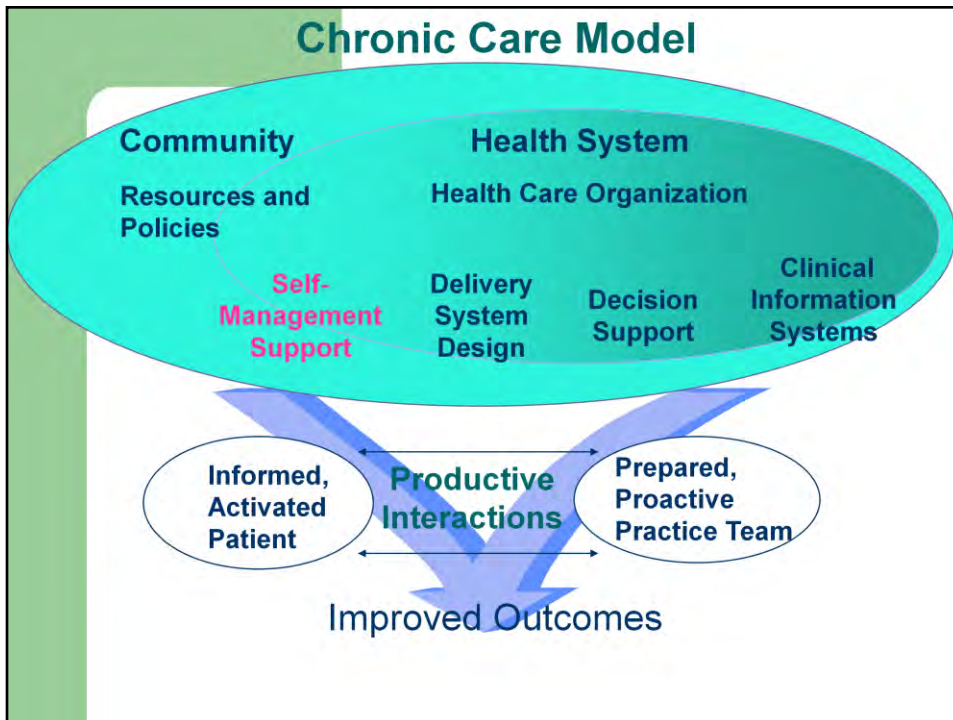 Chronic Care Model
Community
Resources and
Policies
Health System
Health Care Organization
Self-
Management
Support
Delivery
System
Design
Decision
Support
Clinical
Information
Systems
Informed,
Activated
Patient
Productive
Interactions
Prepared,
Proactive
Practice Team
Improved Outcomes